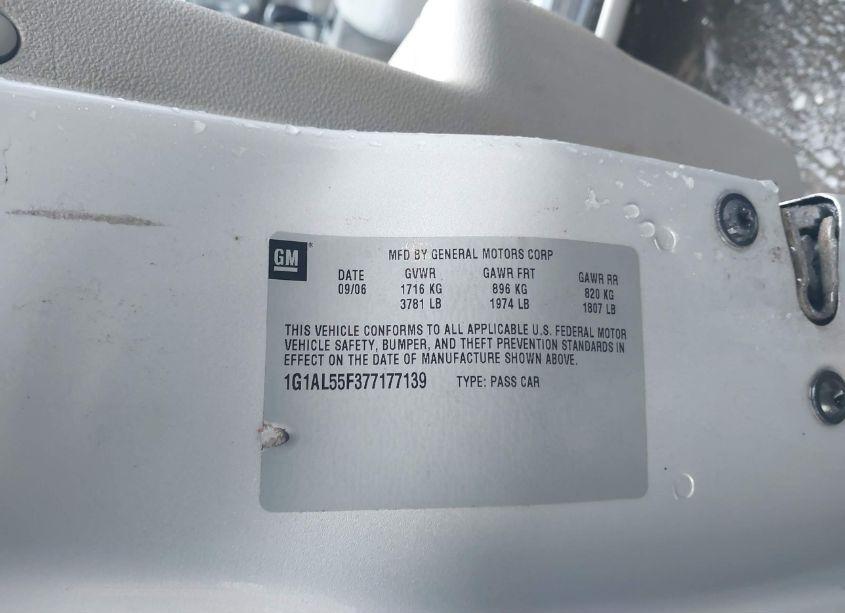 GM
MFD BY GENERAL MOTORS CORP
DATE GVWR GAWR FRT GAWR RR
09/06 1716 KG 896 KG 820 KG
3781 LB 1974 LB 1807 LB
THIS VEHICLE CONFORMS TO ALL APPLICABLE U.S. FEDERAL MOTOR
VEHICLE SAFETY, BUMPER, AND THEFT PREVENTION STANDARDS IN
EFFECT ON THE DATE OF MANUFACTURE SHOWN ABOVE.
1G1AL55F377177139 TYPE: PASS CAR